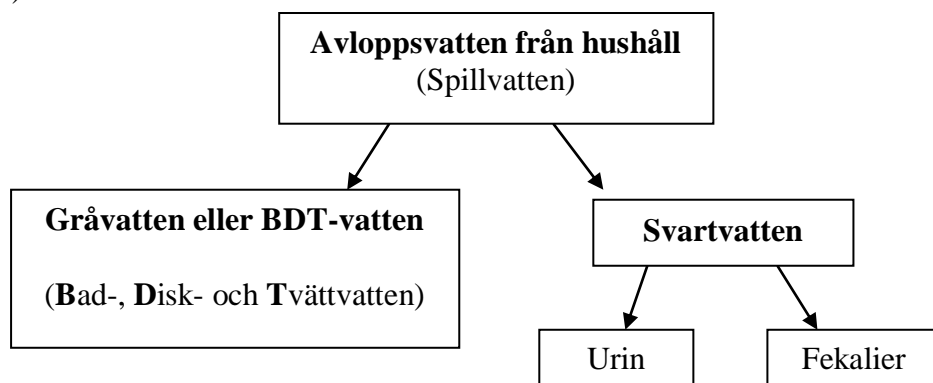 )
Avloppsvatten från hushåll
(Spillvatten)
Gråvatten eller BDT-vatten
(Bad-, Disk- och Tvättvatten)
Svartvatten
Urin
Fekalier